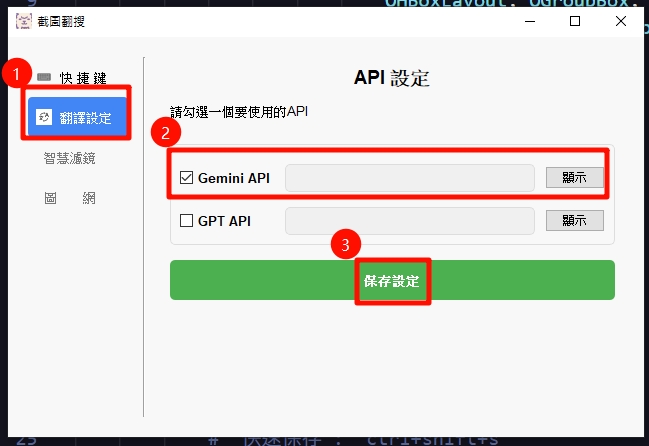 9
QHBoxLayout, QGroupBox,
截圖翻搜
1
快 捷 鍵
翻譯設定
智慧濾鏡
圖 網
API 設定
請勾選一個要使用的API
2
Gemini API
顯示
GPT API
顯示
3
保存設定
25
# "快速保存": "ctrl+shift+s"